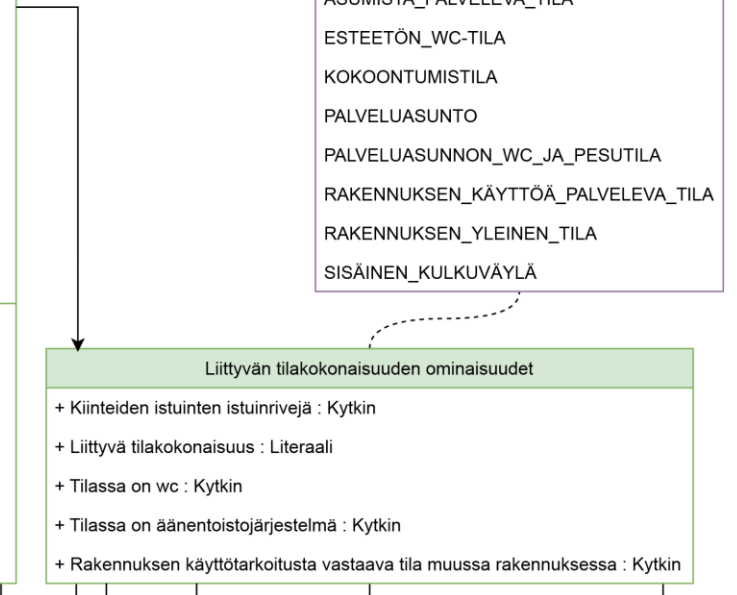 ASUMISTA_PALVELEVA_TILA
ESTEETÖN_WC-TILA
KOKOONTUMISTILA
PALVELUASUNTO
PALVELUASUNNON_WC_JA_PESUTILA
RAKENNUKSEN_KÄYTTÖÄ_PALVELEVA_TILA
RAKENNUKSEN_YLEINEN_TILA
SISÄINEN_KULKUVÄYLÄ
Liittyvän tilakokonaisuuden ominaisuudet
+ Kiinteiden istuinten istuinrivejä : Kytkin
+ Liittyvä tilakokonaisuus : Literaali
+ Tilassa on wc : Kytkin
+ Tilassa on äänentoistojärjestelmä : Kytkin
+ Rakennuksen käyttötarkoitusta vastaava tila muussa rakennuksessa : Kytkin